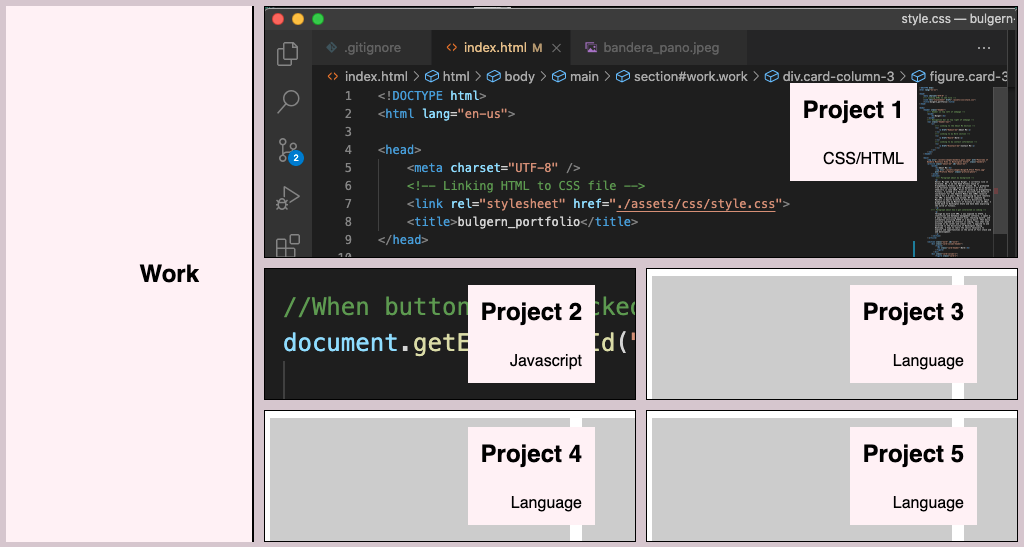 Work
style.css — bulgern-
.gitignore index.html M bandera_pano.jpeg ...
index.html > html > body > main > section#work.work > div.card-column-3 > figure.card-3
2
1 <!DOCTYPE html>
2 <html lang="en-us">
3
4 <head>
5 <meta charset="UTF-8" />
6 <!-- Linking HTML to CSS file -->
7 <link rel="stylesheet" href="./assets/css/style.css">
8 <title>bulgern_portfolio</title>
9 </head>
10
Project 1
CSS/HTML
//When button cked
document.getE Id("
Project 2
Javascript
Project 3
Language
Project 4
Language
Project 5
Language